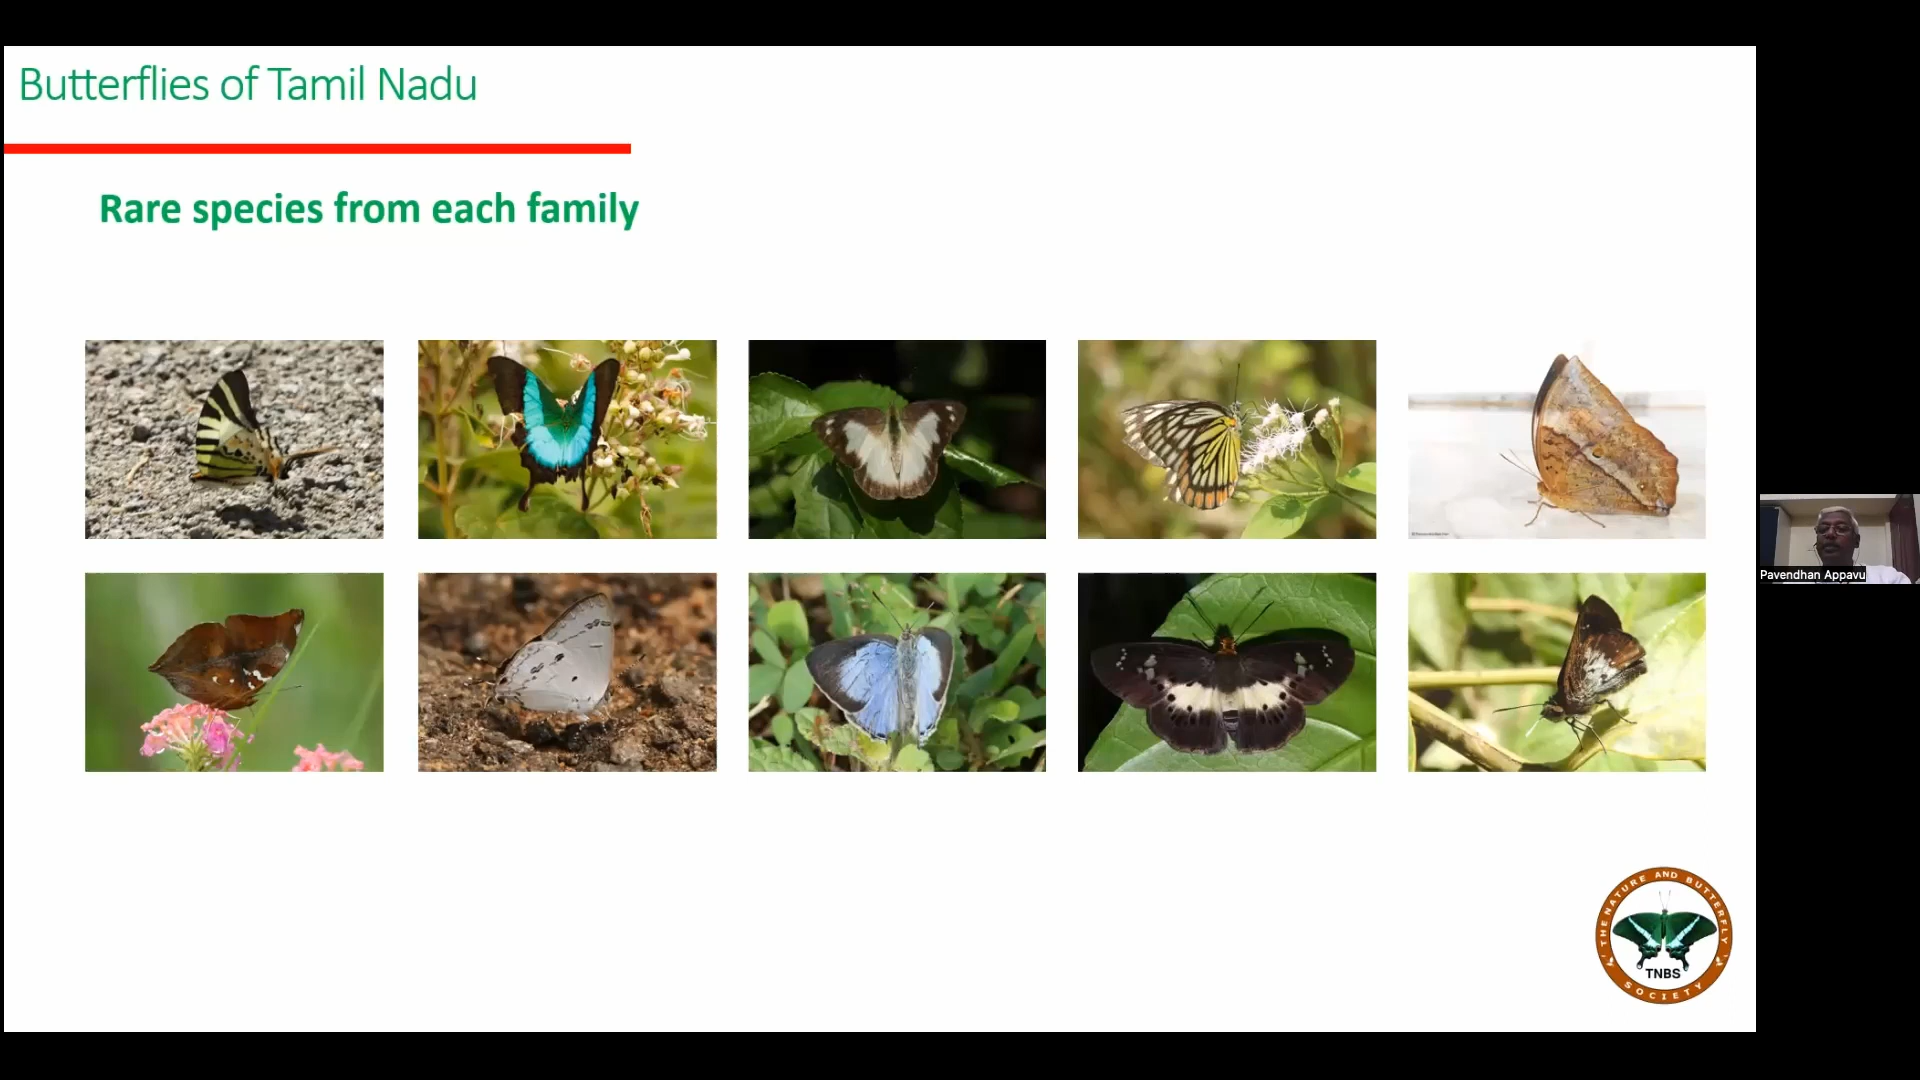 Butterflies of Tamil Nadu
Rare species from each family
Pavendhan Appavu
THE NATURE AND BUTTERFLY
TNBS
SOCIETY